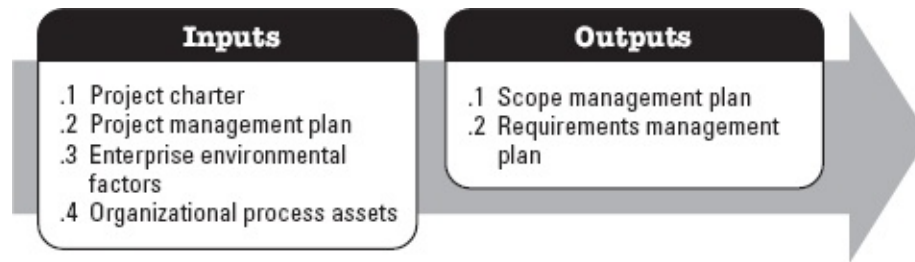 Inputs
.1 Project charter
.2 Project management plan
.3 Enterprise environmental
factors
.4 Organizational process assets
Outputs
.1 Scope management plan
.2 Requirements management
plan